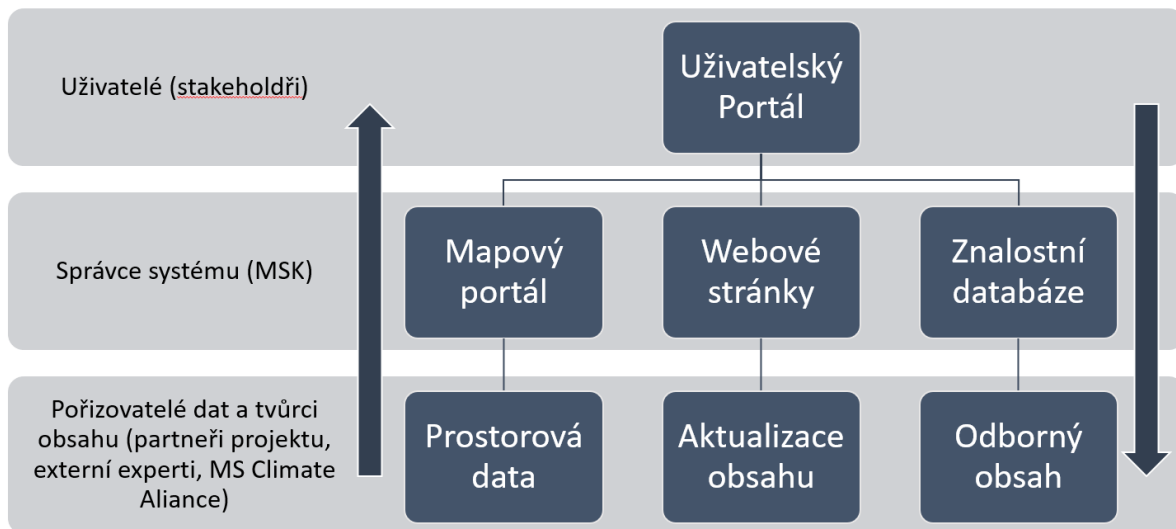 Uživatelé (stakeholdři)
Uživatelský
Portál
Správce systému (MSK)
Mapový
portál
Webové
stránky
Znalostní
databáze
Pořizovatelé dat a tvůrci
obsahu (partneři projektu,
externí experti, MS Climate
Aliance)
Prostorová
data
Aktualizace
obsahu
Odborný
obsah